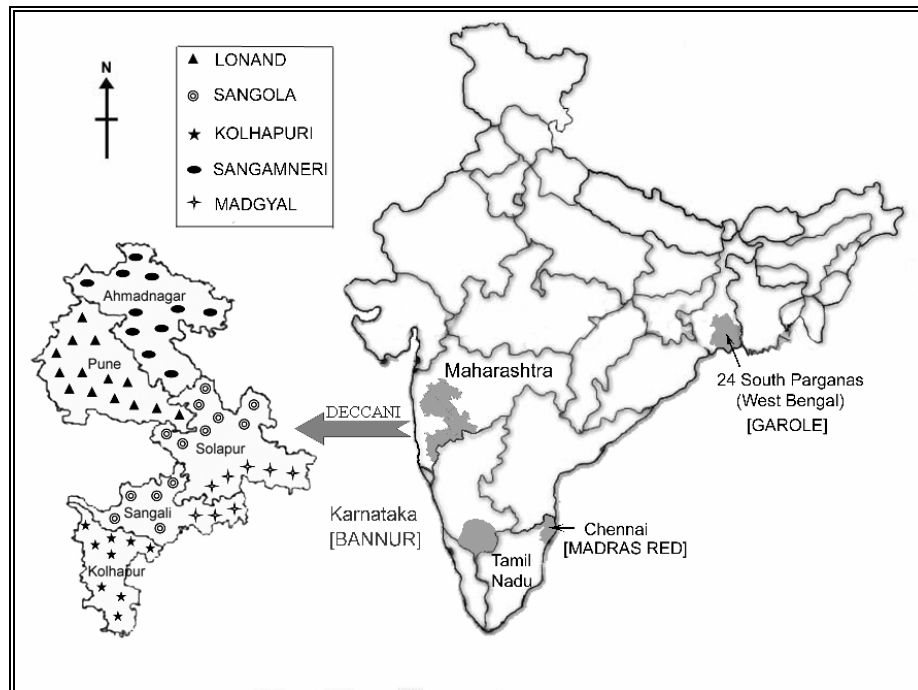 N
LONAND
SANGOLA
KOLHAPURI
SANGAMNERI
MADGYAL
Ahmadnagar
Pune
Solapur
Sangali
Kolhapur
DECCANI
Maharashtra
24 South Parganas
(West Bengal)
[GAROLE]
Karnataka
[BANNUR]
Chennai
[MADRAS RED]
Tamil
Nadu